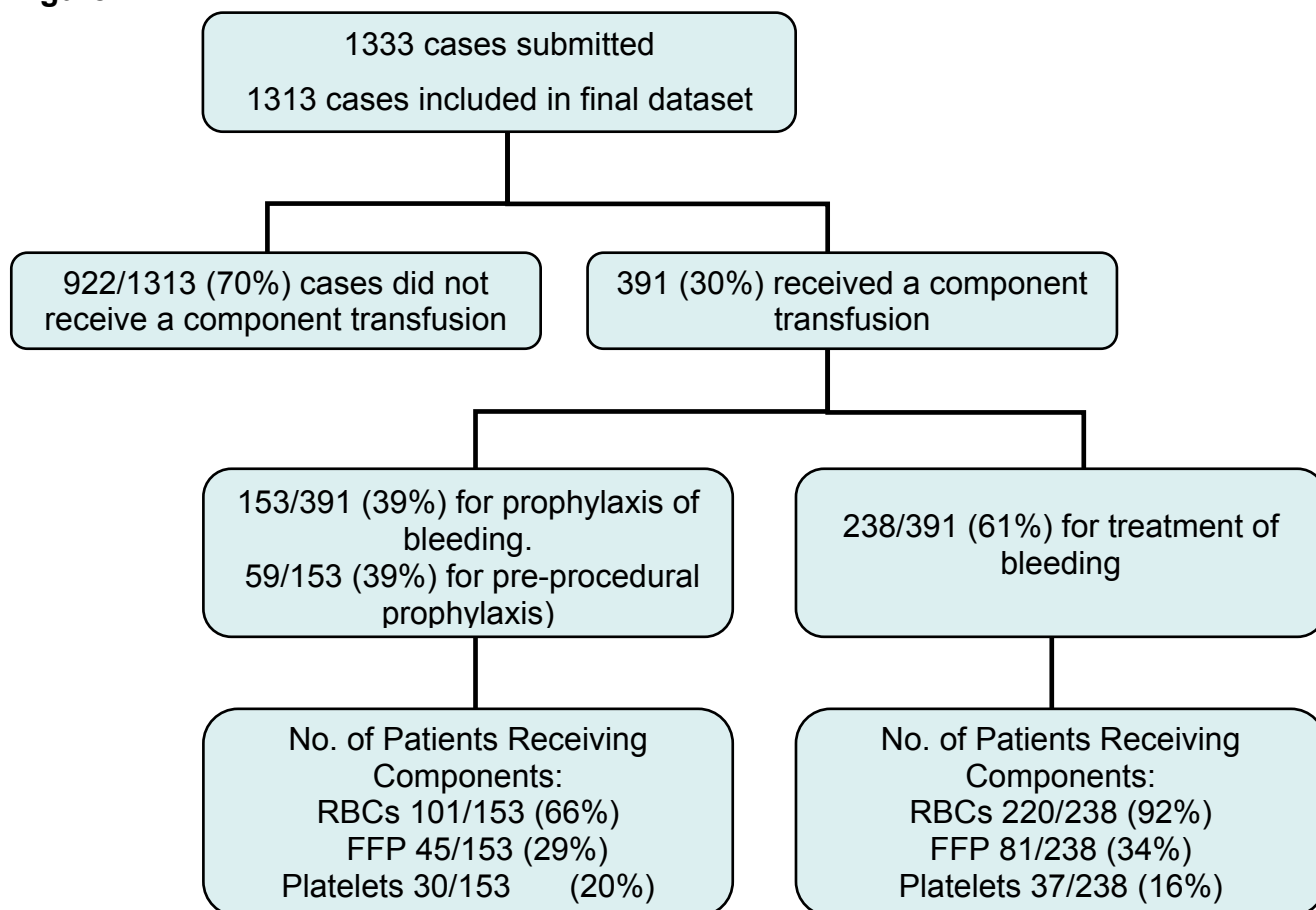 1333 cases submitted
1313 cases included in final dataset
922/1313 (70%) cases did not
receive a component transfusion
391 (30%) received a component
transfusion
153/391 (39%) for prophylaxis of
bleeding.
59/153 (39%) for pre-procedural
prophylaxis)
238/391 (61%) for treatment of
bleeding
No. of Patients Receiving
Components:
RBCs 101/153 (66%)
FFP 45/153 (29%)
Platelets 30/153 (20%)
No. of Patients Receiving
Components:
RBCs 220/238 (92%)
FFP 81/238 (34%)
Platelets 37/238 (16%)